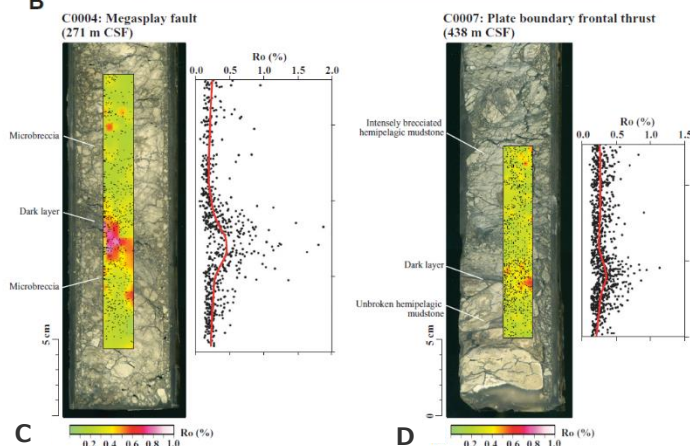 B
C0004: Megasplay fault
(271 m CSF)
Ro (%)
0.0 0.5 1.0 1.5 2.0
Microbreccia
Dark layer
Microbreccia
5 cm
0
C
Ro (%)
0.2 0.4 0.6 0.8 1.0
C0007: Plate boundary frontal thrust
(438 m CSF)
Ro (%)
0.0 0.5 1.0 1.5
Intensely brecciated
hemipelagic mudstone
Dark layer
Unbroken hemipelagic
mudstone
5 cm
0
D
Ro (%)
0.2 0.4 0.6 0.8 1.0